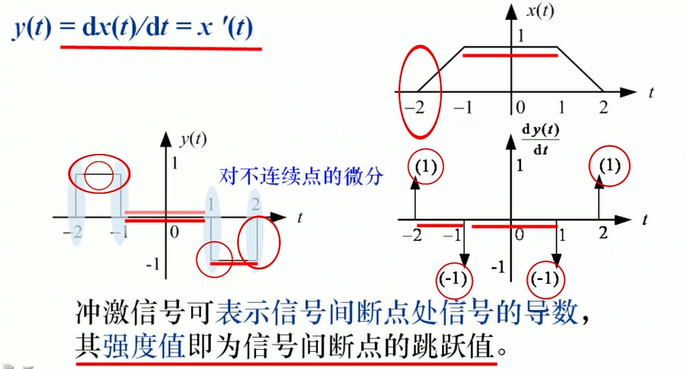 y(t) = dx(t)/dt = x '(t)
x(t)
1
-2 -1 0 1 2 t
y(t)
1
-2 -1 0 1 2 t
-1
对不连续点的微分
dy(t)
dt
1
(1) (1)
-2 -1 0 1 2 t
-1
(-1) (-1)
冲激信号可表示信号间断点处信号的导数，
其强度值即为信号间断点的跳跃值。